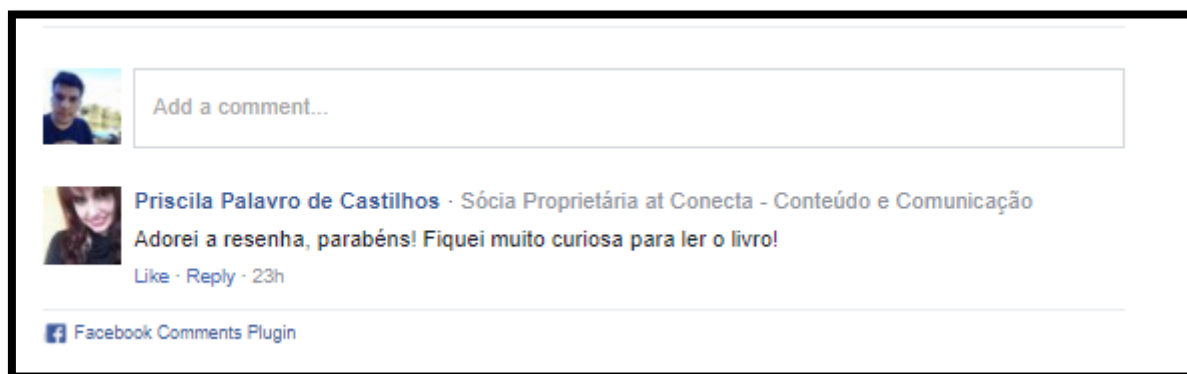 Add a comment...
Priscila Palavro de Castilhos · Sócia Proprietária at Conecta - Conteúdo e Comunicação
Adorei a resenha, parabéns! Fiquei muito curiosa para ler o livro!
Like · Reply · 23h
Facebook Comments Plugin